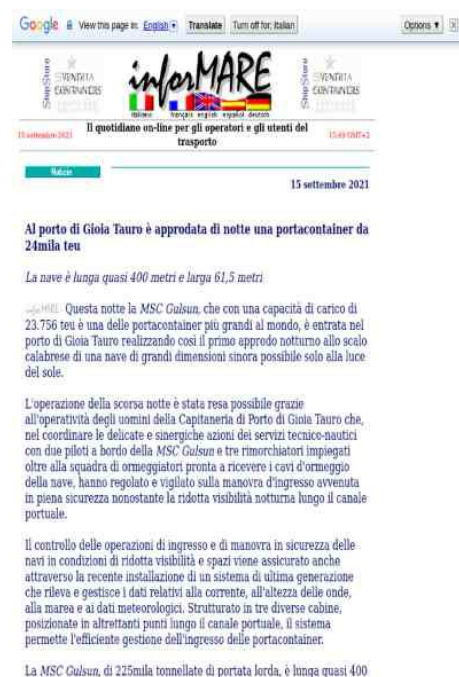 Google View this page in: English Translate Turn off for: Italian Options
ShipStore VENDITA CONTAINERS
inforMARE
ShipStore VENDITA CONTAINERS
italiano français english español deutsch
15 settembre 2021 Il quotidiano on-line per gli operatori e gli utenti del 15:49 GMT+2
trasporto
Notizie
15 settembre 2021
Al porto di Gioia Tauro è approdata di notte una portacontainer da
24mila teu
La nave è lunga quasi 400 metri e larga 61,5 metri
inforMARE Questa notte la MSC Gulsun, che con una capacità di carico di
23.756 teu è una delle portacontainer più grandi al mondo, è entrata nel
porto di Gioia Tauro realizzando così il primo approdo notturno allo scalo
calabrese di una nave di grandi dimensioni sinora possibile solo alla luce
del sole.
L'operazione della scorsa notte è stata resa possibile grazie
all'operatività degli uomini della Capitaneria di Porto di Gioia Tauro che,
nel coordinare le delicate e sinergiche azioni dei servizi tecnico-nautici
con due piloti a bordo della MSC Gulsun e tre rimorchiatori impiegati
oltre alla squadra di ormeggiatori pronta a ricevere i cavi d'ormeggio
della nave, hanno regolato e vigilato sulla manovra d'ingresso avvenuta
in piena sicurezza nonostante la ridotta visibilità notturna lungo il canale
portuale.
Il controllo delle operazioni di ingresso e di manovra in sicurezza delle
navi in condizioni di ridotta visibilità e spazi viene assicurato anche
attraverso la recente installazione di un sistema di ultima generazione
che rileva e gestisce i dati relativi alla corrente, all'altezza delle onde,
alla marea e ai dati meteorologici. Strutturato in tre diverse cabine,
posizionate in altrettanti punti lungo il canale portuale, il sistema
permette l'efficiente gestione dell'ingresso delle portacontainer.
La MSC Gulsun, di 225mila tonnellate di portata lorda, è lunga quasi 400